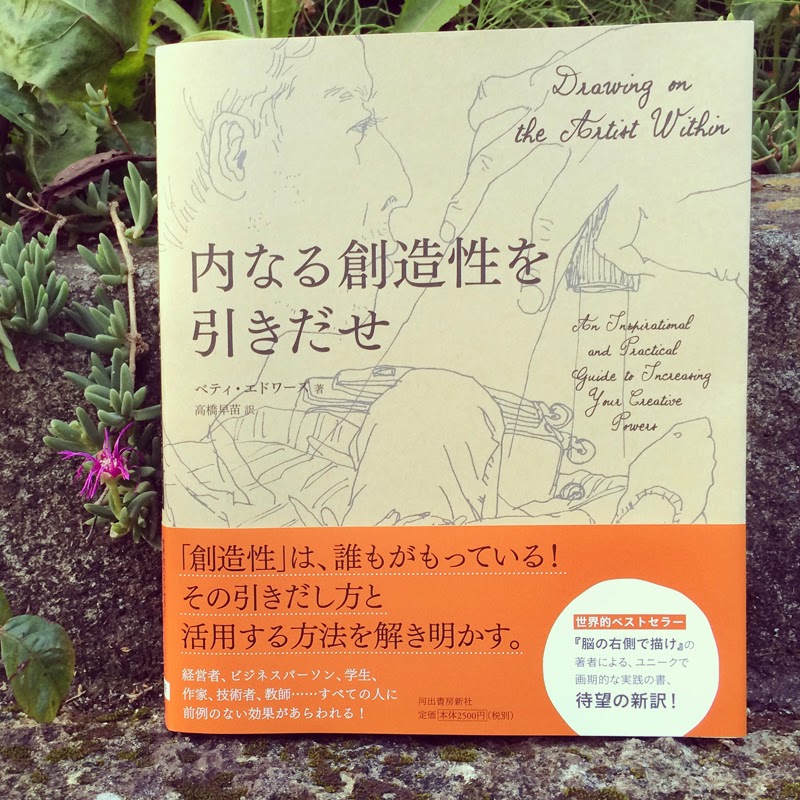 Drawing on
the Artist Within
内なる創造性を
引きだせ
An Inspirational
and Practical
Guide to Increasing
Your Creative
Powers
ベティ・エドワーズ 著
高橋早苗 訳
「創造性」は、誰もがもっている!
その引きだし方と
活用する方法を解き明かす。
経営者、ビジネスパーソン、学生、
作家、技術者、教師……すべての人に
前例のない効果があらわれる!
河出書房新社
定価 本体2500円(税別)
世界的ベストセラー
『脳の右側で描け』の
著者による、ユニークで
画期的な実践の書、
待望の新訳!